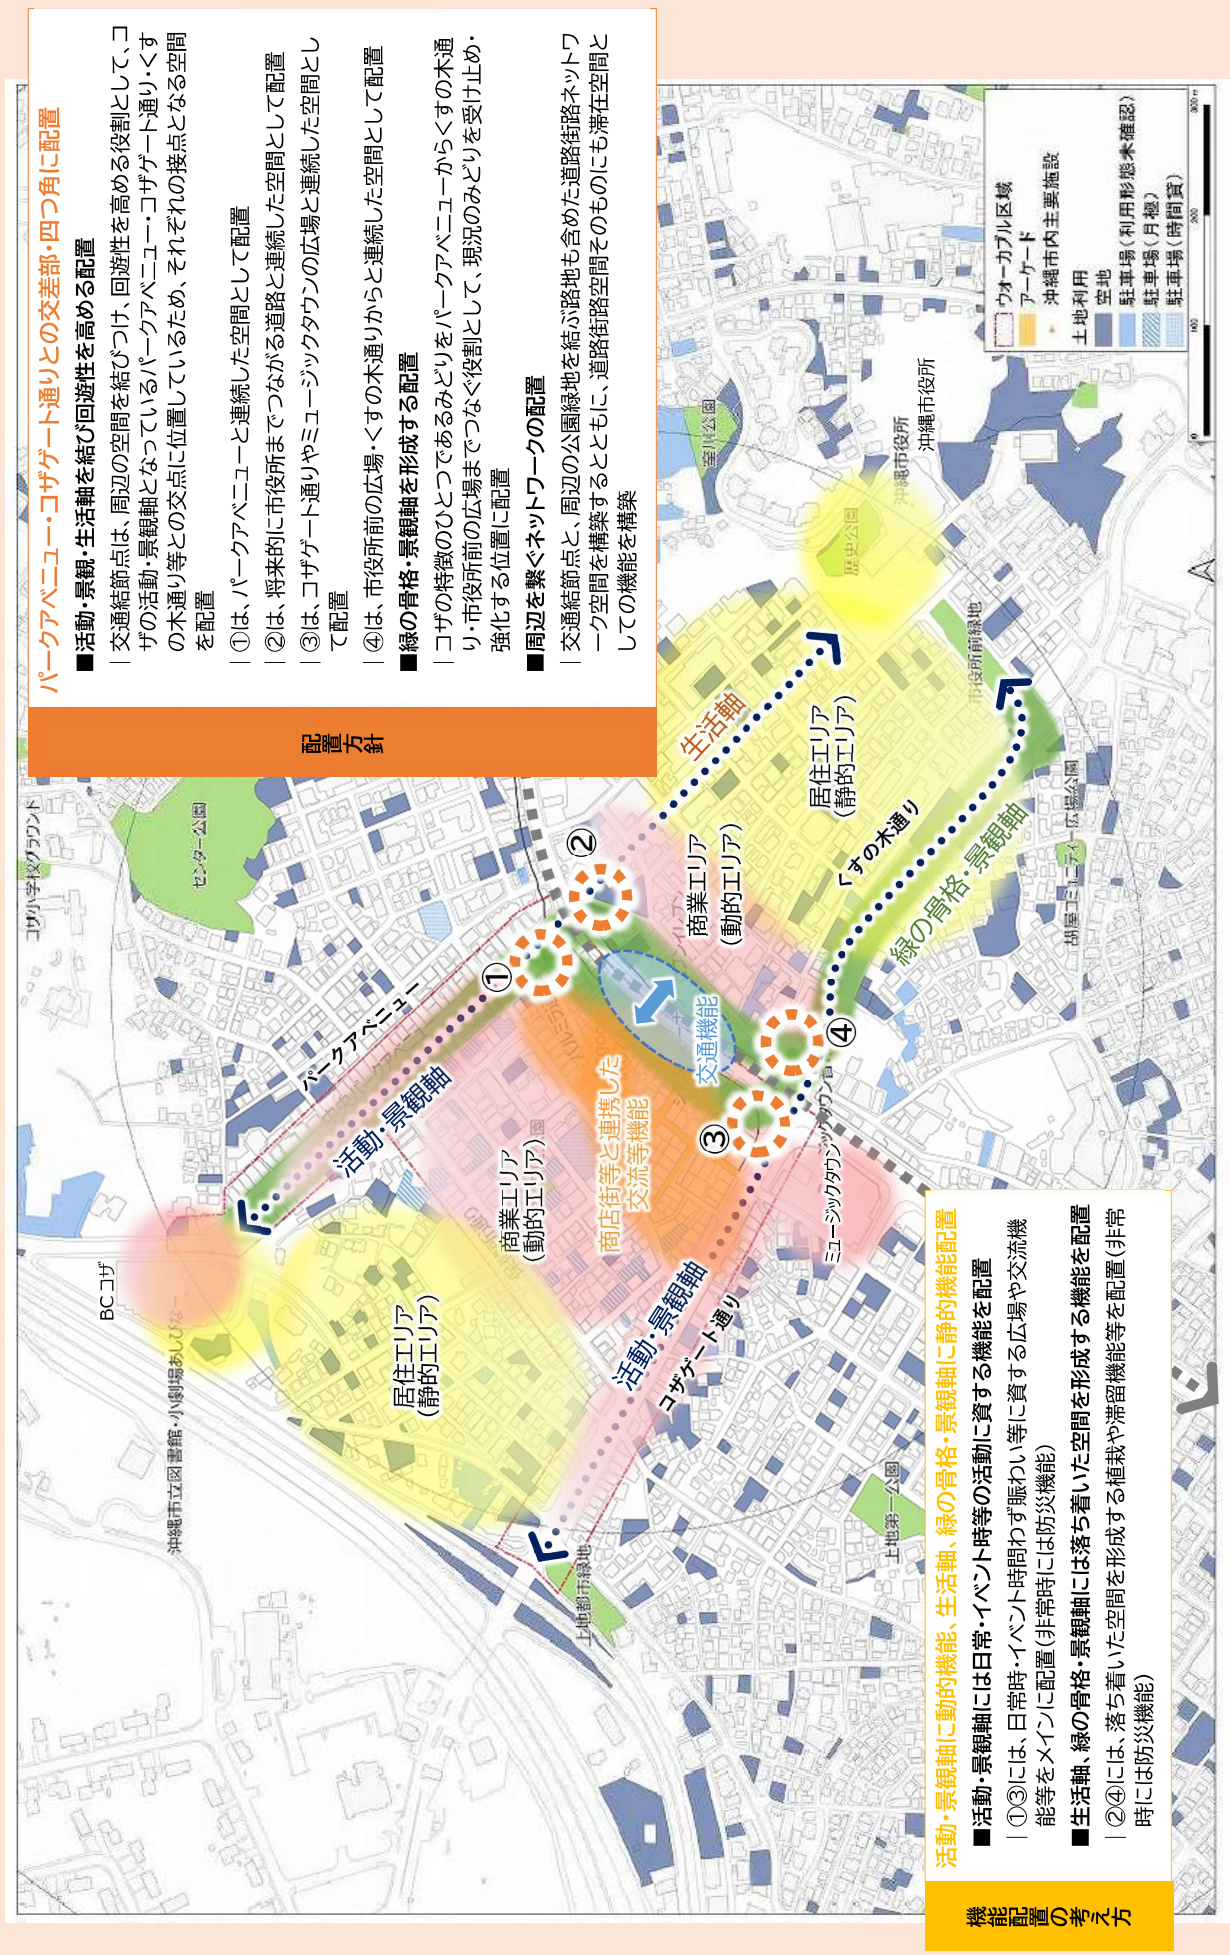 配置方針
パークアベニュー・コザゲート通りとの交差部・四つ角に配置
■活動・景観・生活軸を結び回遊性を高める配置
｜交通結節点は、周辺の空間を結びつけ、回遊性を高める役割として、コ
ザの活動・景観軸となっているパークアベニュー・コザゲート通り・くす
の木通り等との交点に位置しているため、それぞれの接点となる空間
を配置
｜①は、パークアベニューと連続した空間として配置
｜②は、将来的に市役所までつながる道路と連続した空間として配置
｜③は、コザゲート通りやミュージックタウンの広場と連続した空間とし
て配置
｜④は、市役所前の広場・くすの木通りからと連続した空間として配置
■緑の骨格・景観軸を形成する配置
｜コザの特徴のひとつであるみどりをパークアベニューからくすの木通
り・市役所前の広場までつなぐ役割として、現況のみどりを受け止め・
強化する位置に配置
■周辺を繋ぐネットワークの配置
｜交通結節点と、周辺の公園緑地を結ぶ路地も含めた道路街路ネットワ
ーク空間を構築するとともに、道路街路空間そのものにも滞在空間と
しての機能を構築
コザ小学校グラウンド
センター公園
BCコザ
沖縄市立図書館・小劇場あしびなー
パークアベニュー
活動・景観軸
①
②
商業エリア
（動的エリア）
居住エリア
（静的エリア）
商店街等と連携した
交流等機能
交通機能
③
④
商業エリア
（動的エリア）
生活軸
居住エリア
（静的エリア）
くすの木通り
緑の骨格・景観軸
活動・景観軸
コザゲート通り
上地都市緑地
上地第一公園
胡屋コミュニティー広場公園
市役所前緑地
歴史公園
室川公園
沖縄市役所
沖縄市役所
ウォーカブル区域
アーケード
沖縄市内主要施設
土地利用
空地
駐車場（利用形態未確認）
駐車場（月極）
駐車場（時間貸）
0 100 200 300 m
機能配置の考え方
活動・景観軸に動的機能、生活軸、緑の骨格・景観軸に静的機能配置
■活動・景観軸には日常・イベント時等の活動に資する機能を配置
｜①③には、日常時・イベント時問わず賑わい等に資する広場や交流機
能等をメインに配置（非常時には防災機能）
■生活軸、緑の骨格・景観軸には落ち着いた空間を形成する機能を配置
｜②④には、落ち着いた空間を形成する植栽や滞留機能等を配置（非常
時には防災機能）